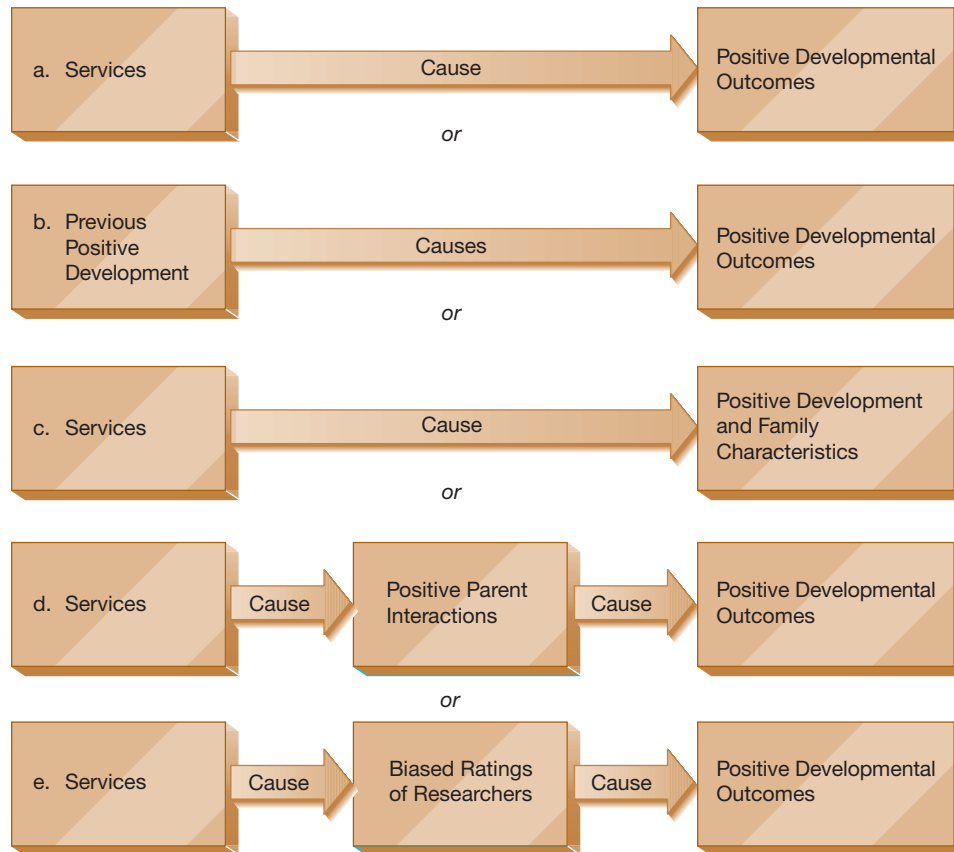 a. Services
Cause
Positive Developmental
Outcomes
or
b. Previous
Positive
Development
Causes
Positive Developmental
Outcomes
or
c. Services
Cause
Positive Development
and Family
Characteristics
or
d. Services
Cause
Positive Parent
Interactions
Cause
Positive Developmental
Outcomes
or
e. Services
Cause
Biased Ratings
of Researchers
Cause
Positive Developmental
Outcomes